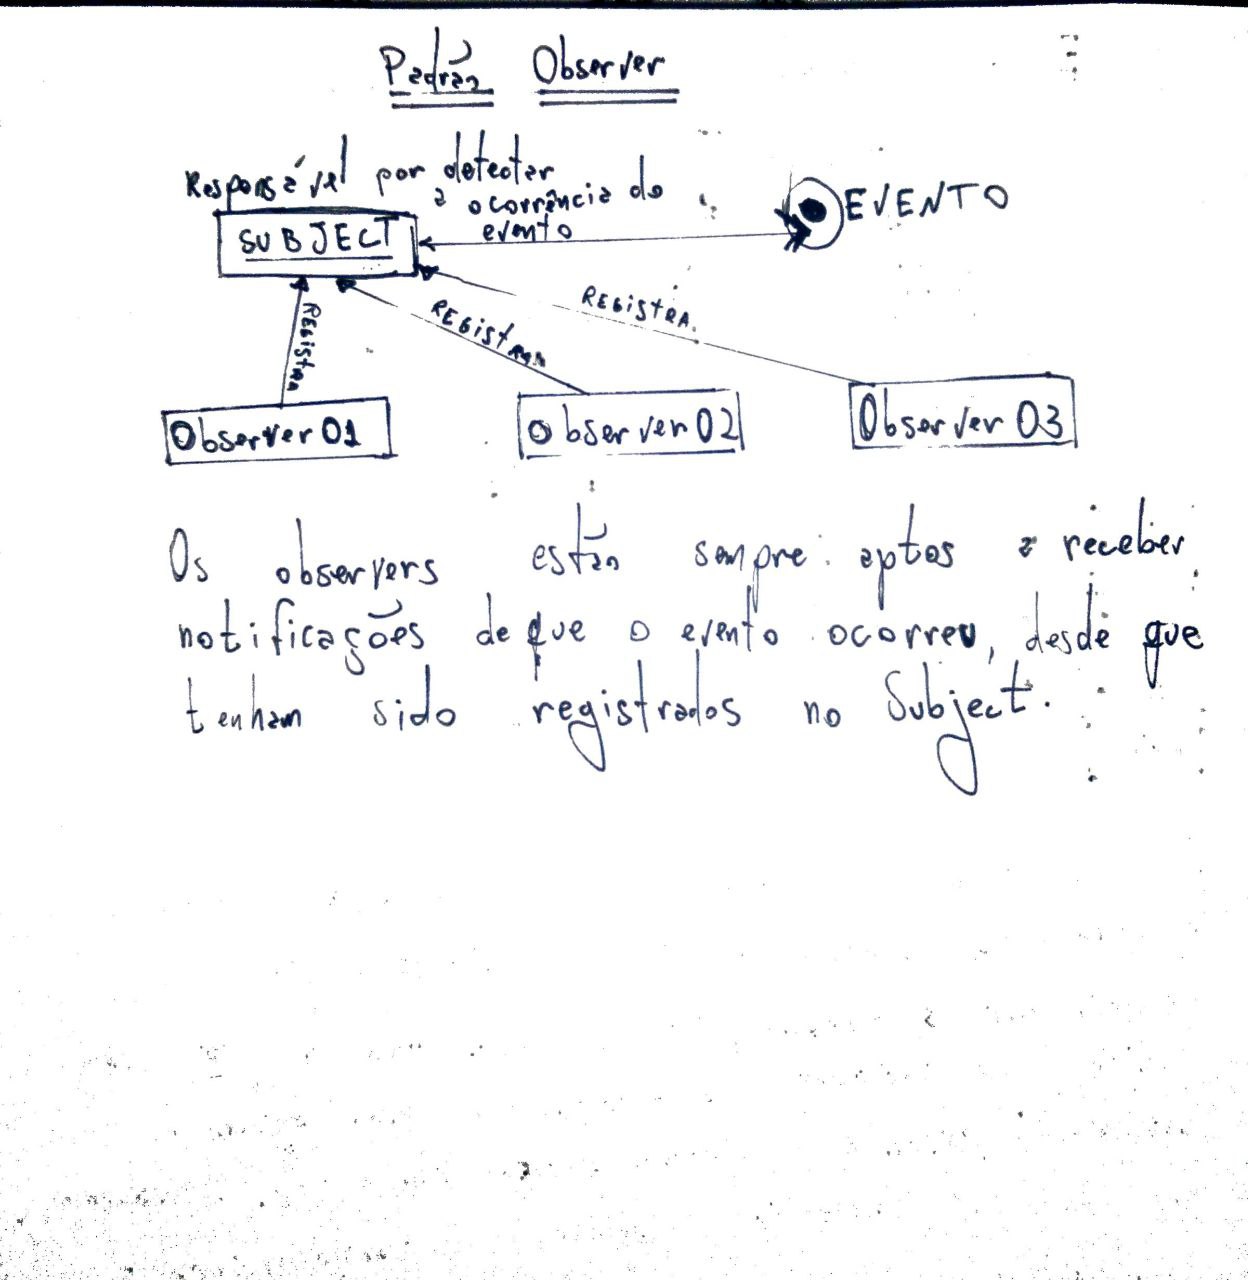 Padrão Observer
Responsável por detectar
a ocorrência do
evento
EVENTO
SUBJECT
REGISTRA
REGISTRA
REGISTRA
Observer 01
Observer 02
Observer 03
Os observers estão sempre aptos a receber
notificações de que o evento ocorreu, desde que
tenham sido registrados no Subject.